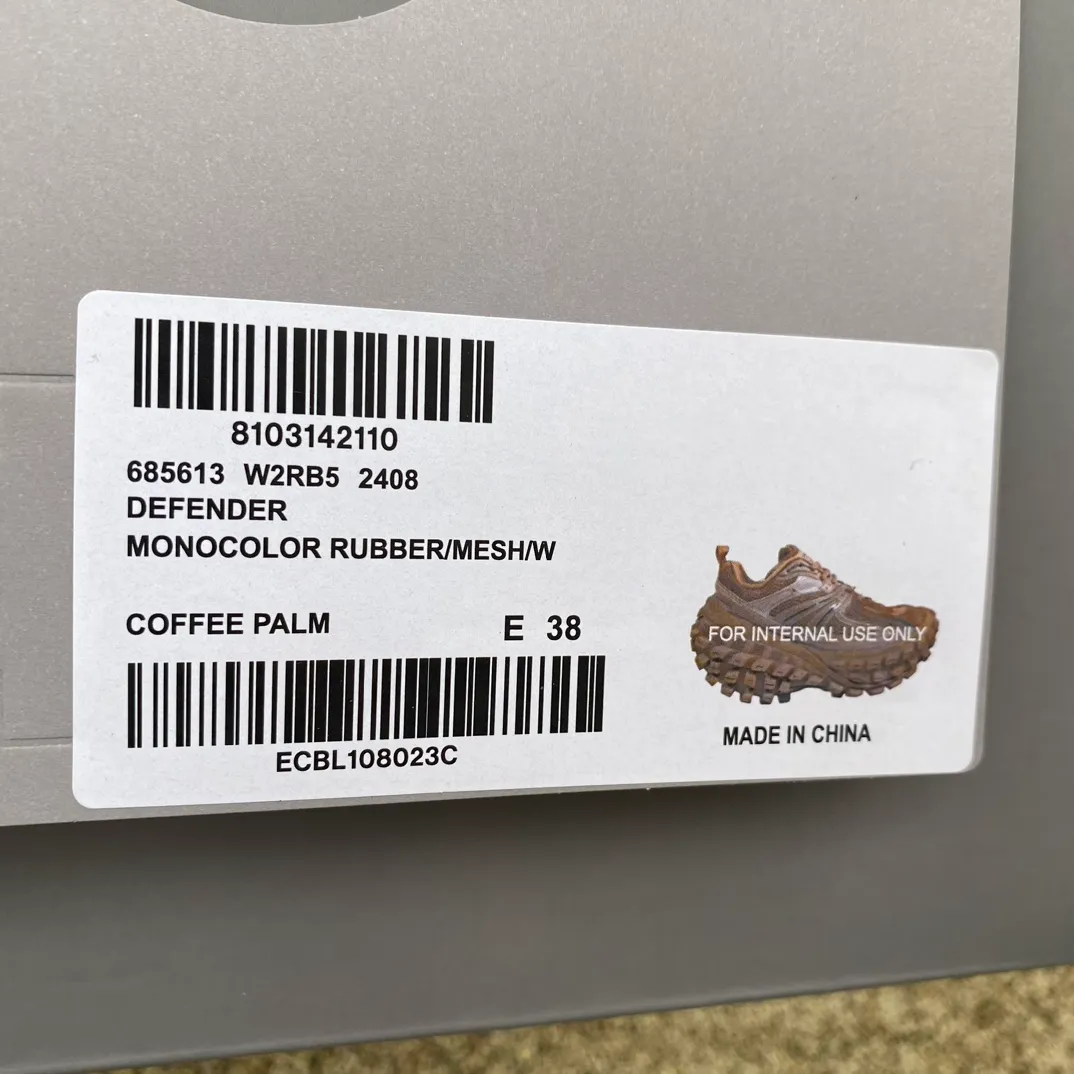 8103142110
685613 W2RB5 2408
DEFENDER
MONOCOLOR RUBBER/MESH/W
COFFEE PALM E 38
ECBL108023C
FOR INTERNAL USE ONLY
MADE IN CHINA